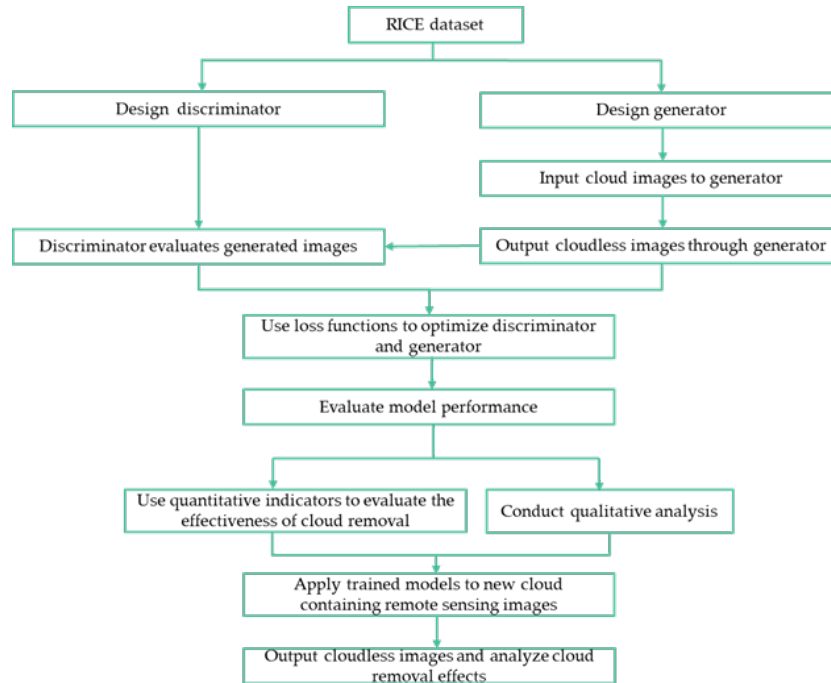 RICE dataset
Design discriminator
Design generator
Input cloud images to generator
Discriminator evaluates generated images
Output cloudless images through generator
Use loss functions to optimize discriminator
and generator
Evaluate model performance
Use quantitative indicators to evaluate the
effectiveness of cloud removal
Conduct qualitative analysis
Apply trained models to new cloud
containing remote sensing images
Output cloudless images and analyze cloud
removal effects